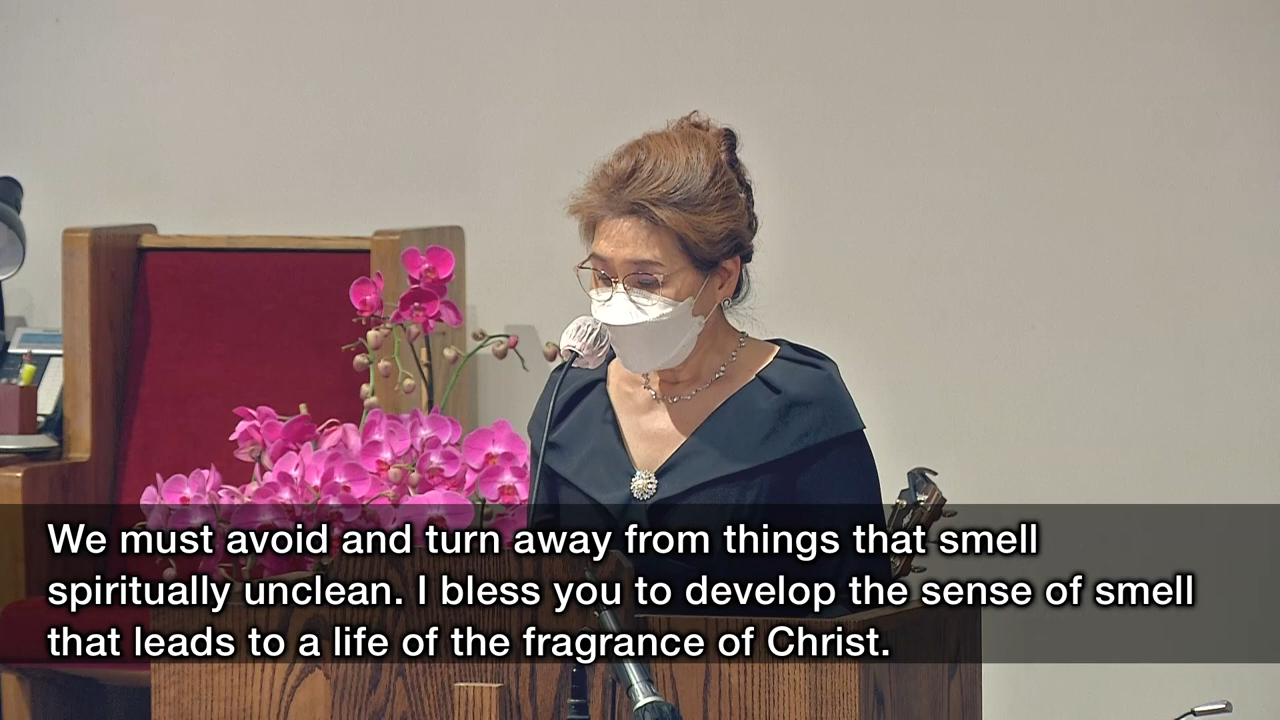 We must avoid and turn away from things that smell
spiritually unclean. I bless you to develop the sense of smell
that leads to a life of the fragrance of Christ.